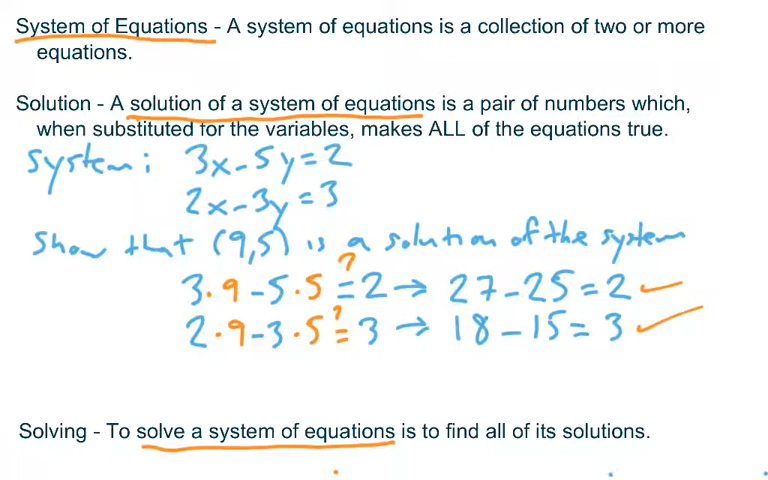 System of Equations - A system of equations is a collection of two or more
equations.
Solution - A solution of a system of equations is a pair of numbers which,
when substituted for the variables, makes ALL of the equations true.
System: 3x-5y=2
2x-3y=3
Show that (9,5) is a solution of the system
3·9-5·5≟2→27-25=2✓
2·9-3·5≟3→18-15=3✓
Solving - To solve a system of equations is to find all of its solutions.